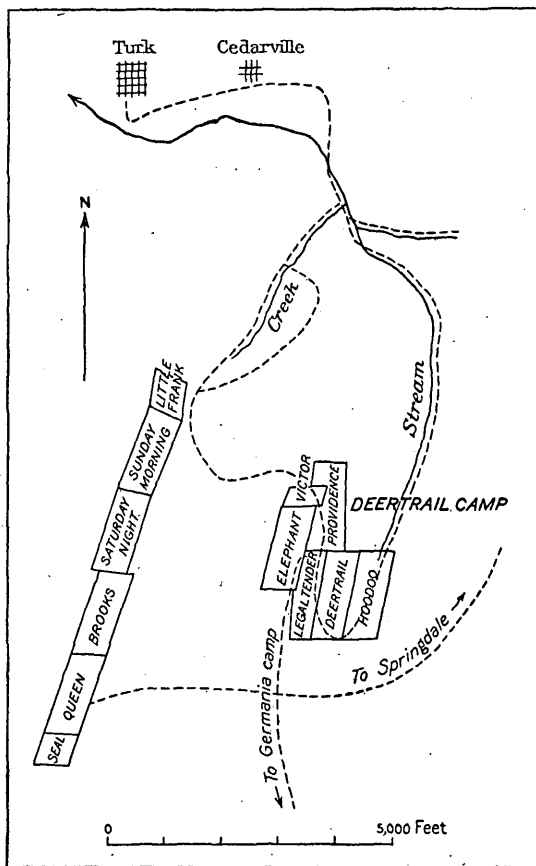 Turk
Cedarville
N
Creek
Stream
LITTLE
FRANK
SUNDAY
MORNING
SATURDAY
NIGHT.
BROOKS
QUEEN
SEAL
VICTOR
PROVIDENCE
ELEPHANT
DEERTRAIL CAMP
LEGALTENDER
DEERTRAIL
HOODOO
To Springdale
To Germania camp
0
5,000 Feet